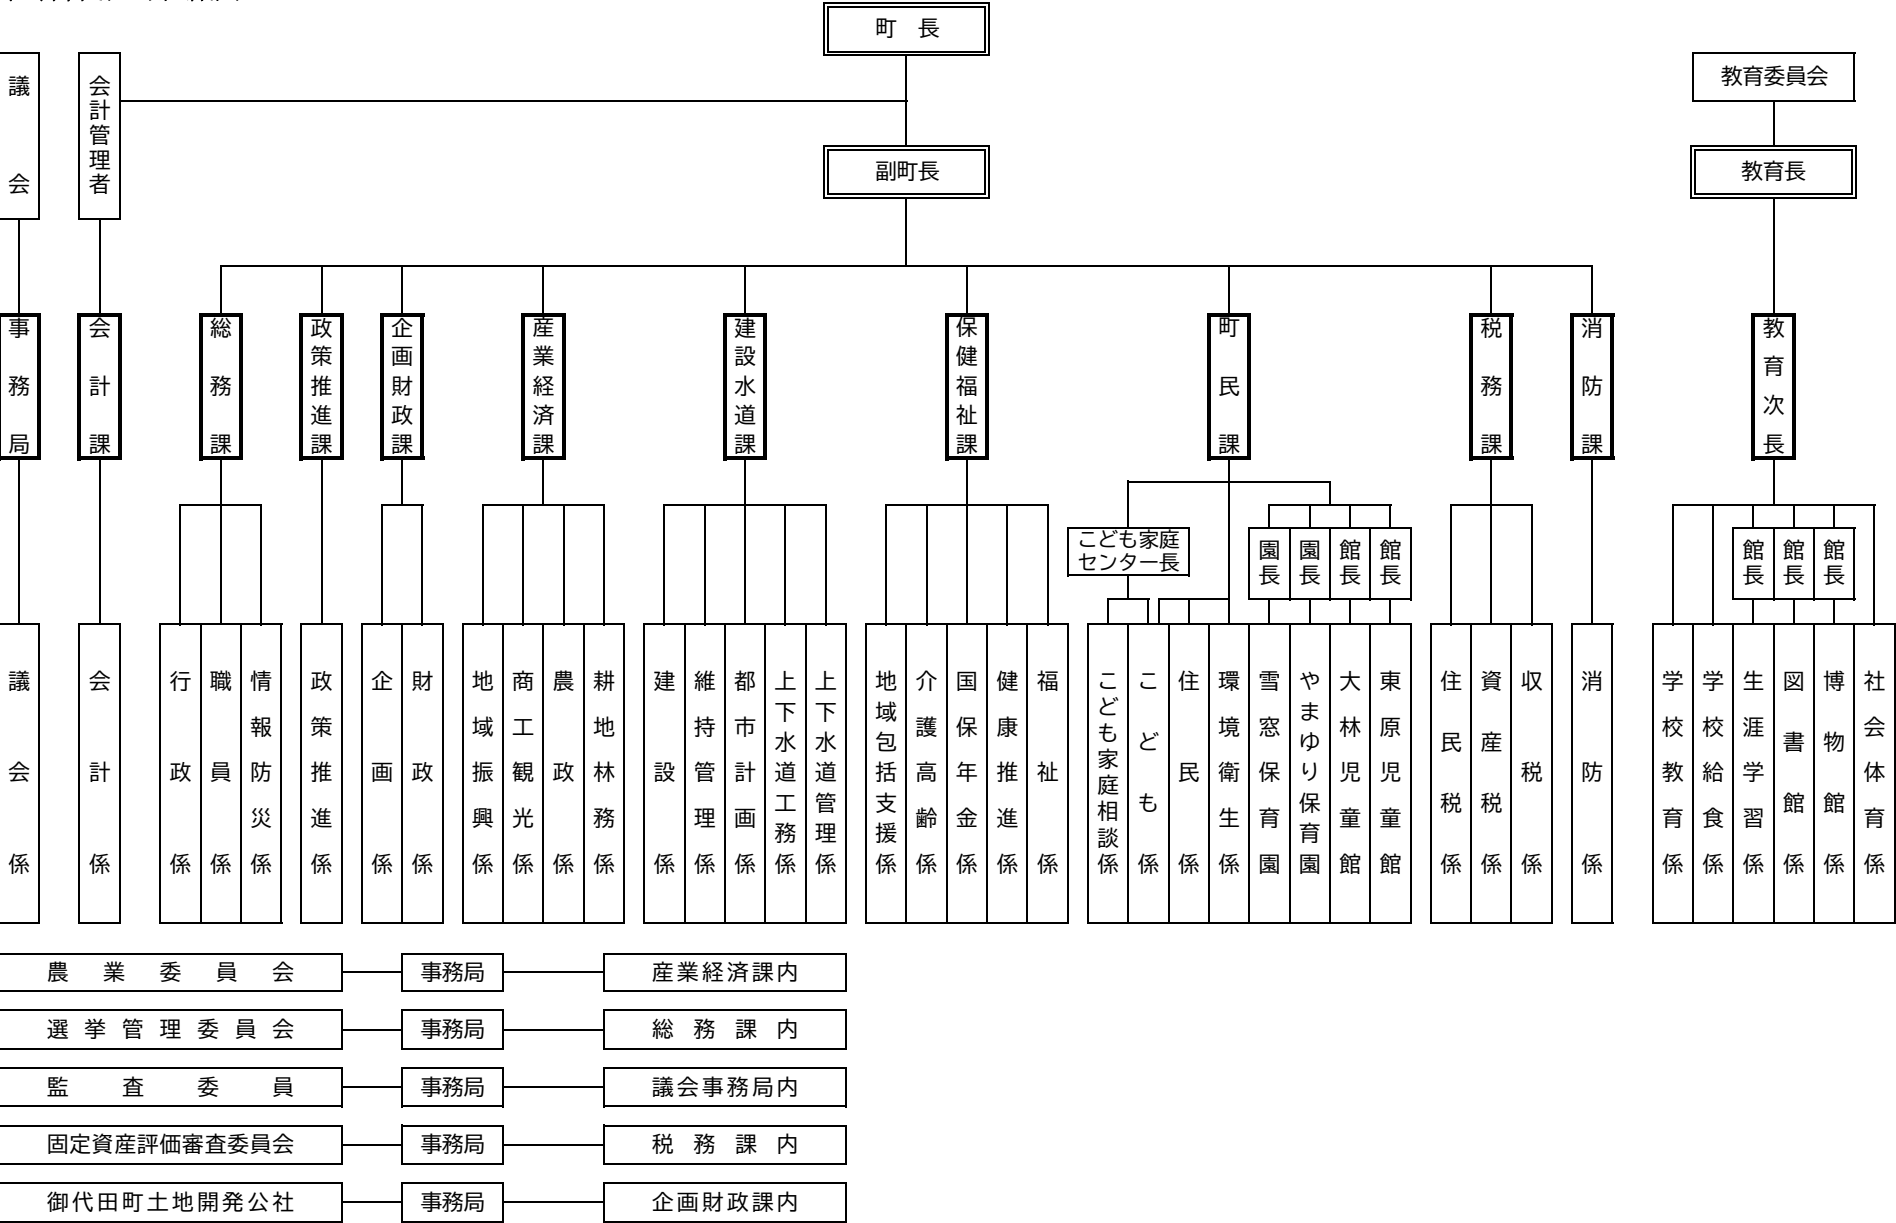 町長
教育委員会
議会
会計管理者
副町長
教育長
事務局
会計課
総務課
政策推進課
企画財政課
産業経済課
建設水道課
保健福祉課
町民課
税務課
消防課
教育次長
こども家庭
センター長
園長
園長
館長
館長
館長
館長
館長
議会係
会計係
行政係
職員係
情報防災係
政策推進係
企画係
財政係
地域振興係
商工観光係
農政係
耕地林務係
建設係
維持管理係
都市計画係
上下水道工務係
上下水道管理係
地域包括支援係
介護高齢係
国保年金係
健康推進係
福祉係
こども家庭相談係
こども係
住民係
環境衛生係
雪窓保育園
やまゆり保育園
大林児童館
東原児童館
住民税係
資産税係
収税係
消防係
学校教育係
学校給食係
生涯学習係
図書館係
博物館係
社会体育係
農業委員会 事務局 産業経済課内
選挙管理委員会 事務局 総務課内
監査委員 事務局 議会事務局内
固定資産評価審査委員会 事務局 税務課内
御代田町土地開発公社 事務局 企画財政課内